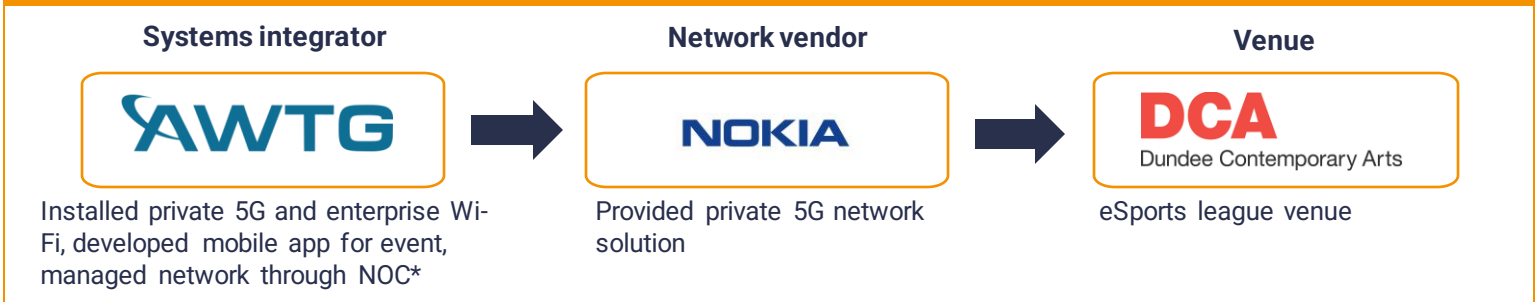 Systems integrator
Network vendor
Venue
AWTG
NOKIA
DCA
Dundee Contemporary Arts
Installed private 5G and enterprise Wi-
Fi, developed mobile app for event,
managed network through NOC*
Provided private 5G network
solution
eSports league venue